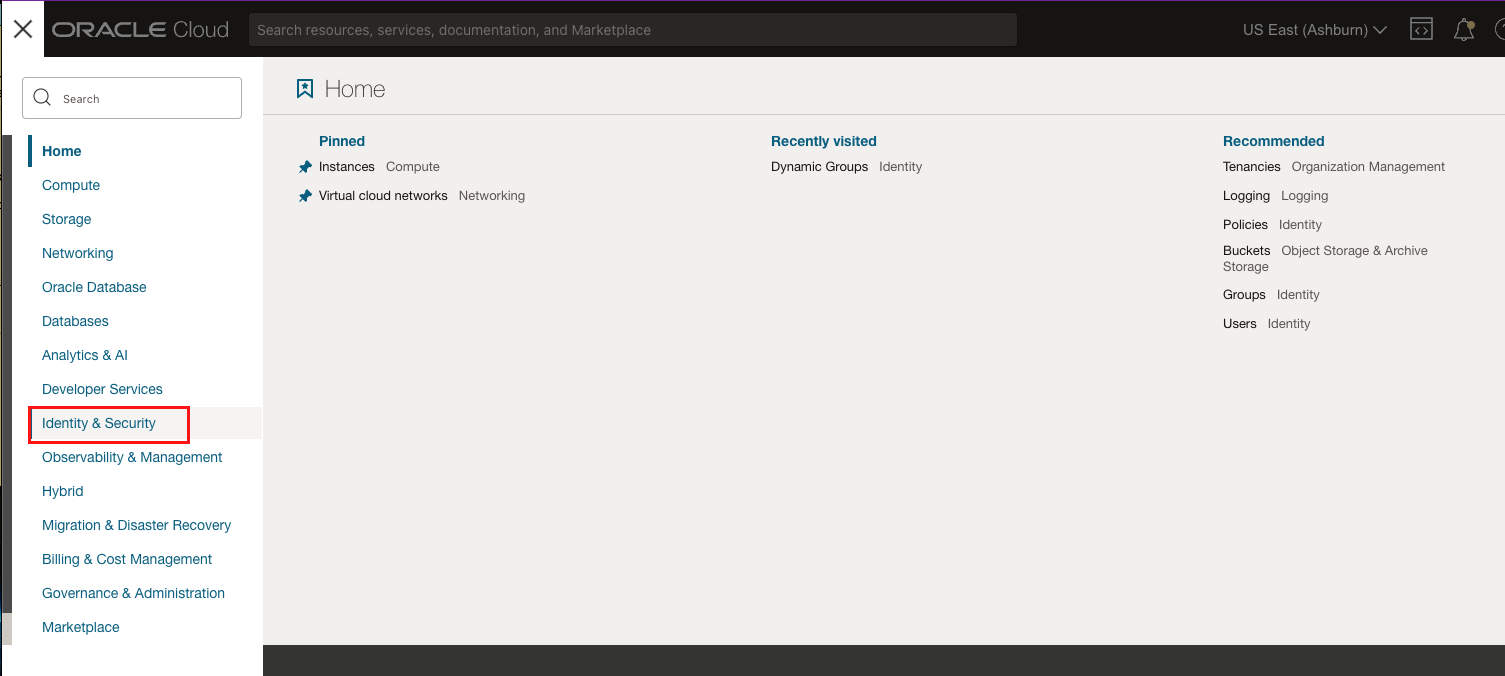 ORACLE Cloud
Search resources, services, documentation, and Marketplace
US East (Ashburn)
Search
Home
Compute
Storage
Networking
Oracle Database
Databases
Analytics & AI
Developer Services
Identity & Security
Observability & Management
Hybrid
Migration & Disaster Recovery
Billing & Cost Management
Governance & Administration
Marketplace
Home
Pinned
Instances Compute
Virtual cloud networks Networking
Recently visited
Dynamic Groups Identity
Recommended
Tenancies Organization Management
Logging Logging
Policies Identity
Buckets Object Storage & Archive
Storage
Groups Identity
Users Identity